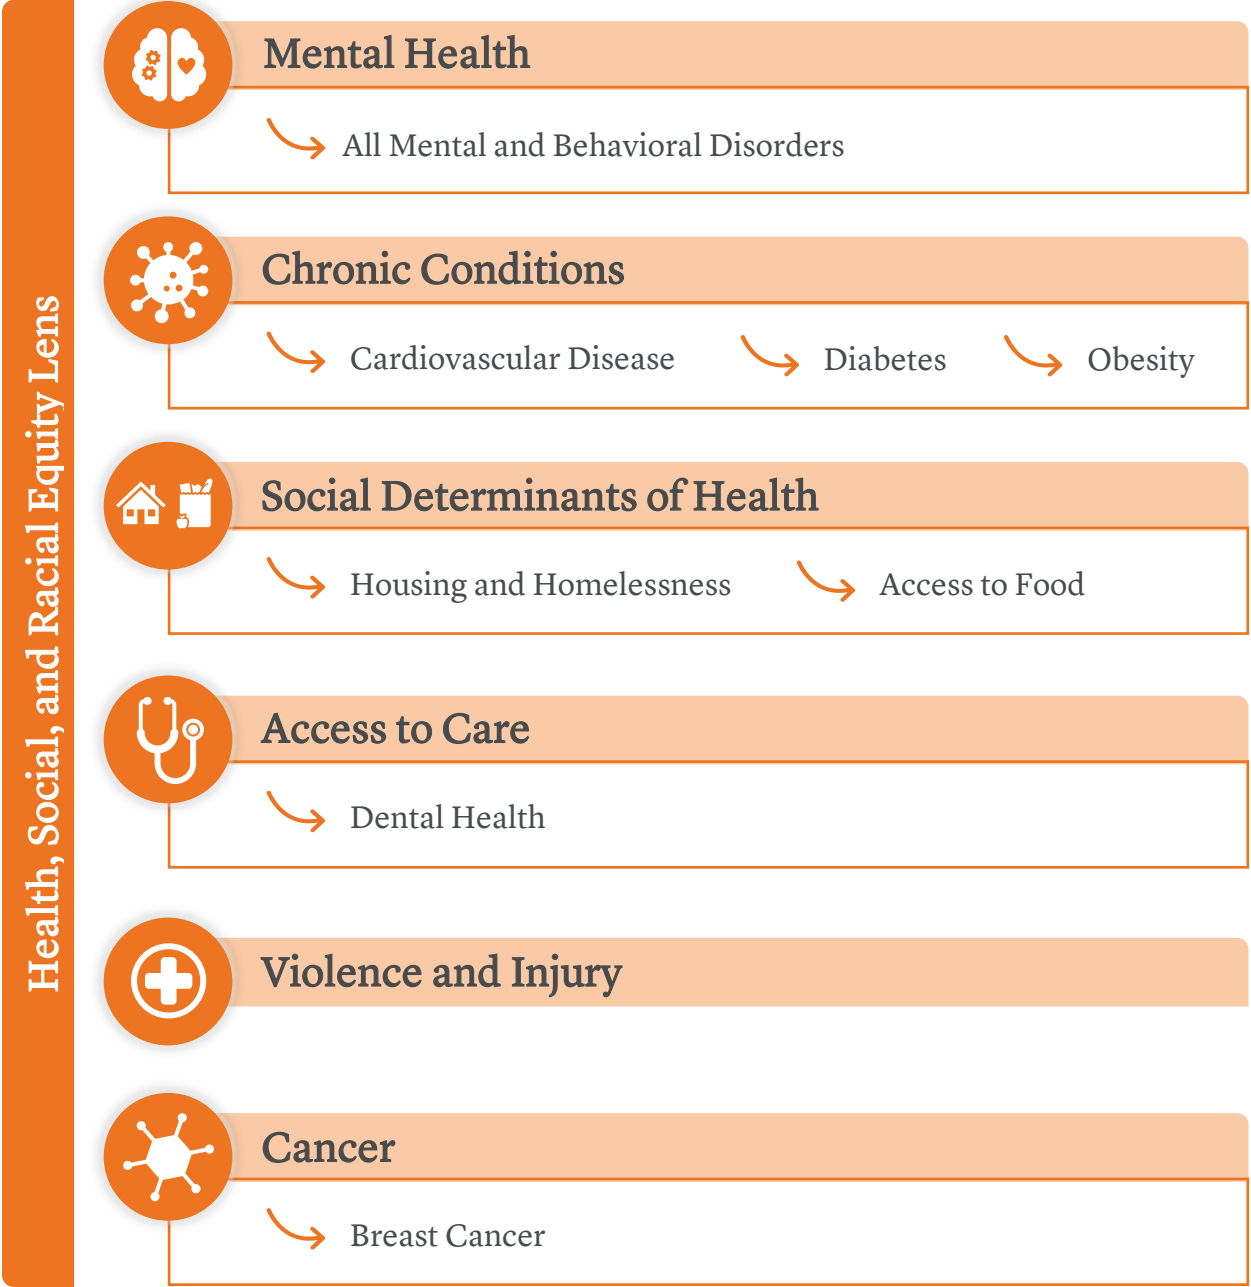 Health, Social, and Racial Equity Lens
Mental Health
All Mental and Behavioral Disorders
Chronic Conditions
Cardiovascular Disease
Diabetes
Obesity
Social Determinants of Health
Housing and Homelessness
Access to Food
Access to Care
Dental Health
Violence and Injury
Cancer
Breast Cancer